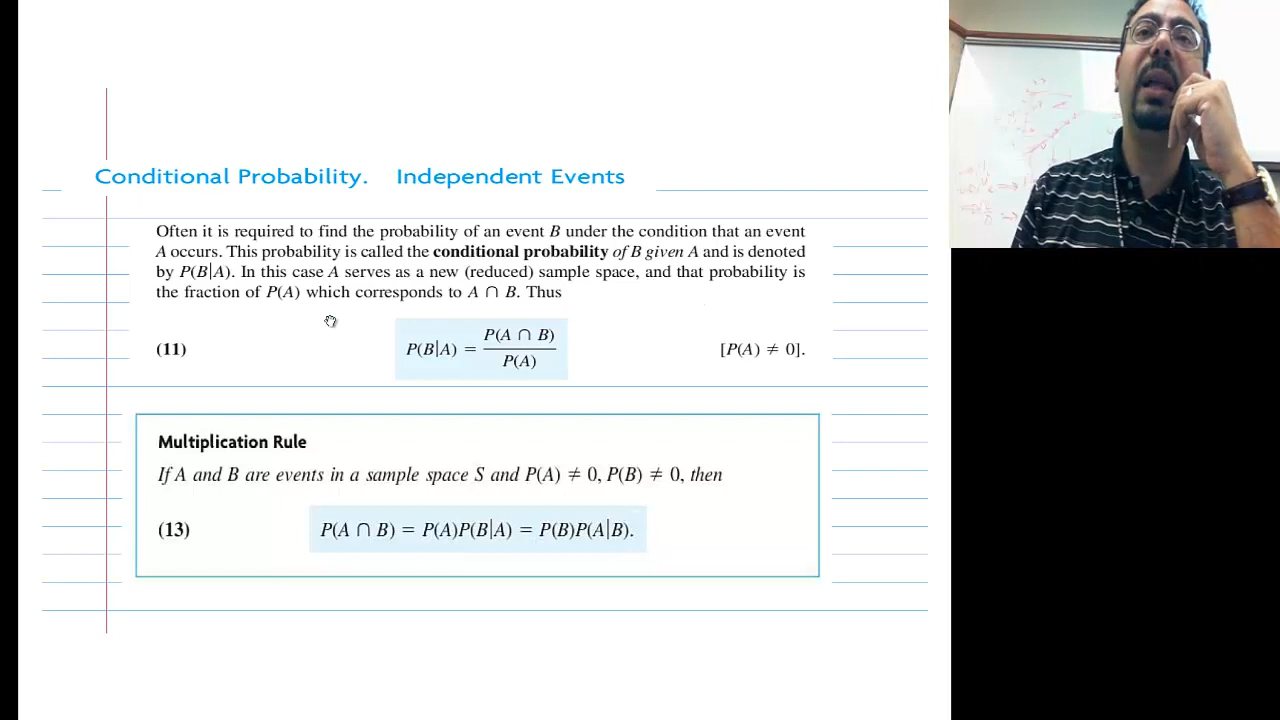 Conditional Probability. Independent Events
Often it is required to find the probability of an event B under the condition that an event
A occurs. This probability is called the conditional probability of B given A and is denoted
by P(B|A). In this case A serves as a new (reduced) sample space, and that probability is
the fraction of P(A) which corresponds to A ∩ B. Thus
(11) P(B|A) = P(A ∩ B) / P(A) [P(A) ≠ 0].
Multiplication Rule
If A and B are events in a sample space S and P(A) ≠ 0, P(B) ≠ 0, then
(13) P(A ∩ B) = P(A)P(B|A) = P(B)P(A|B).